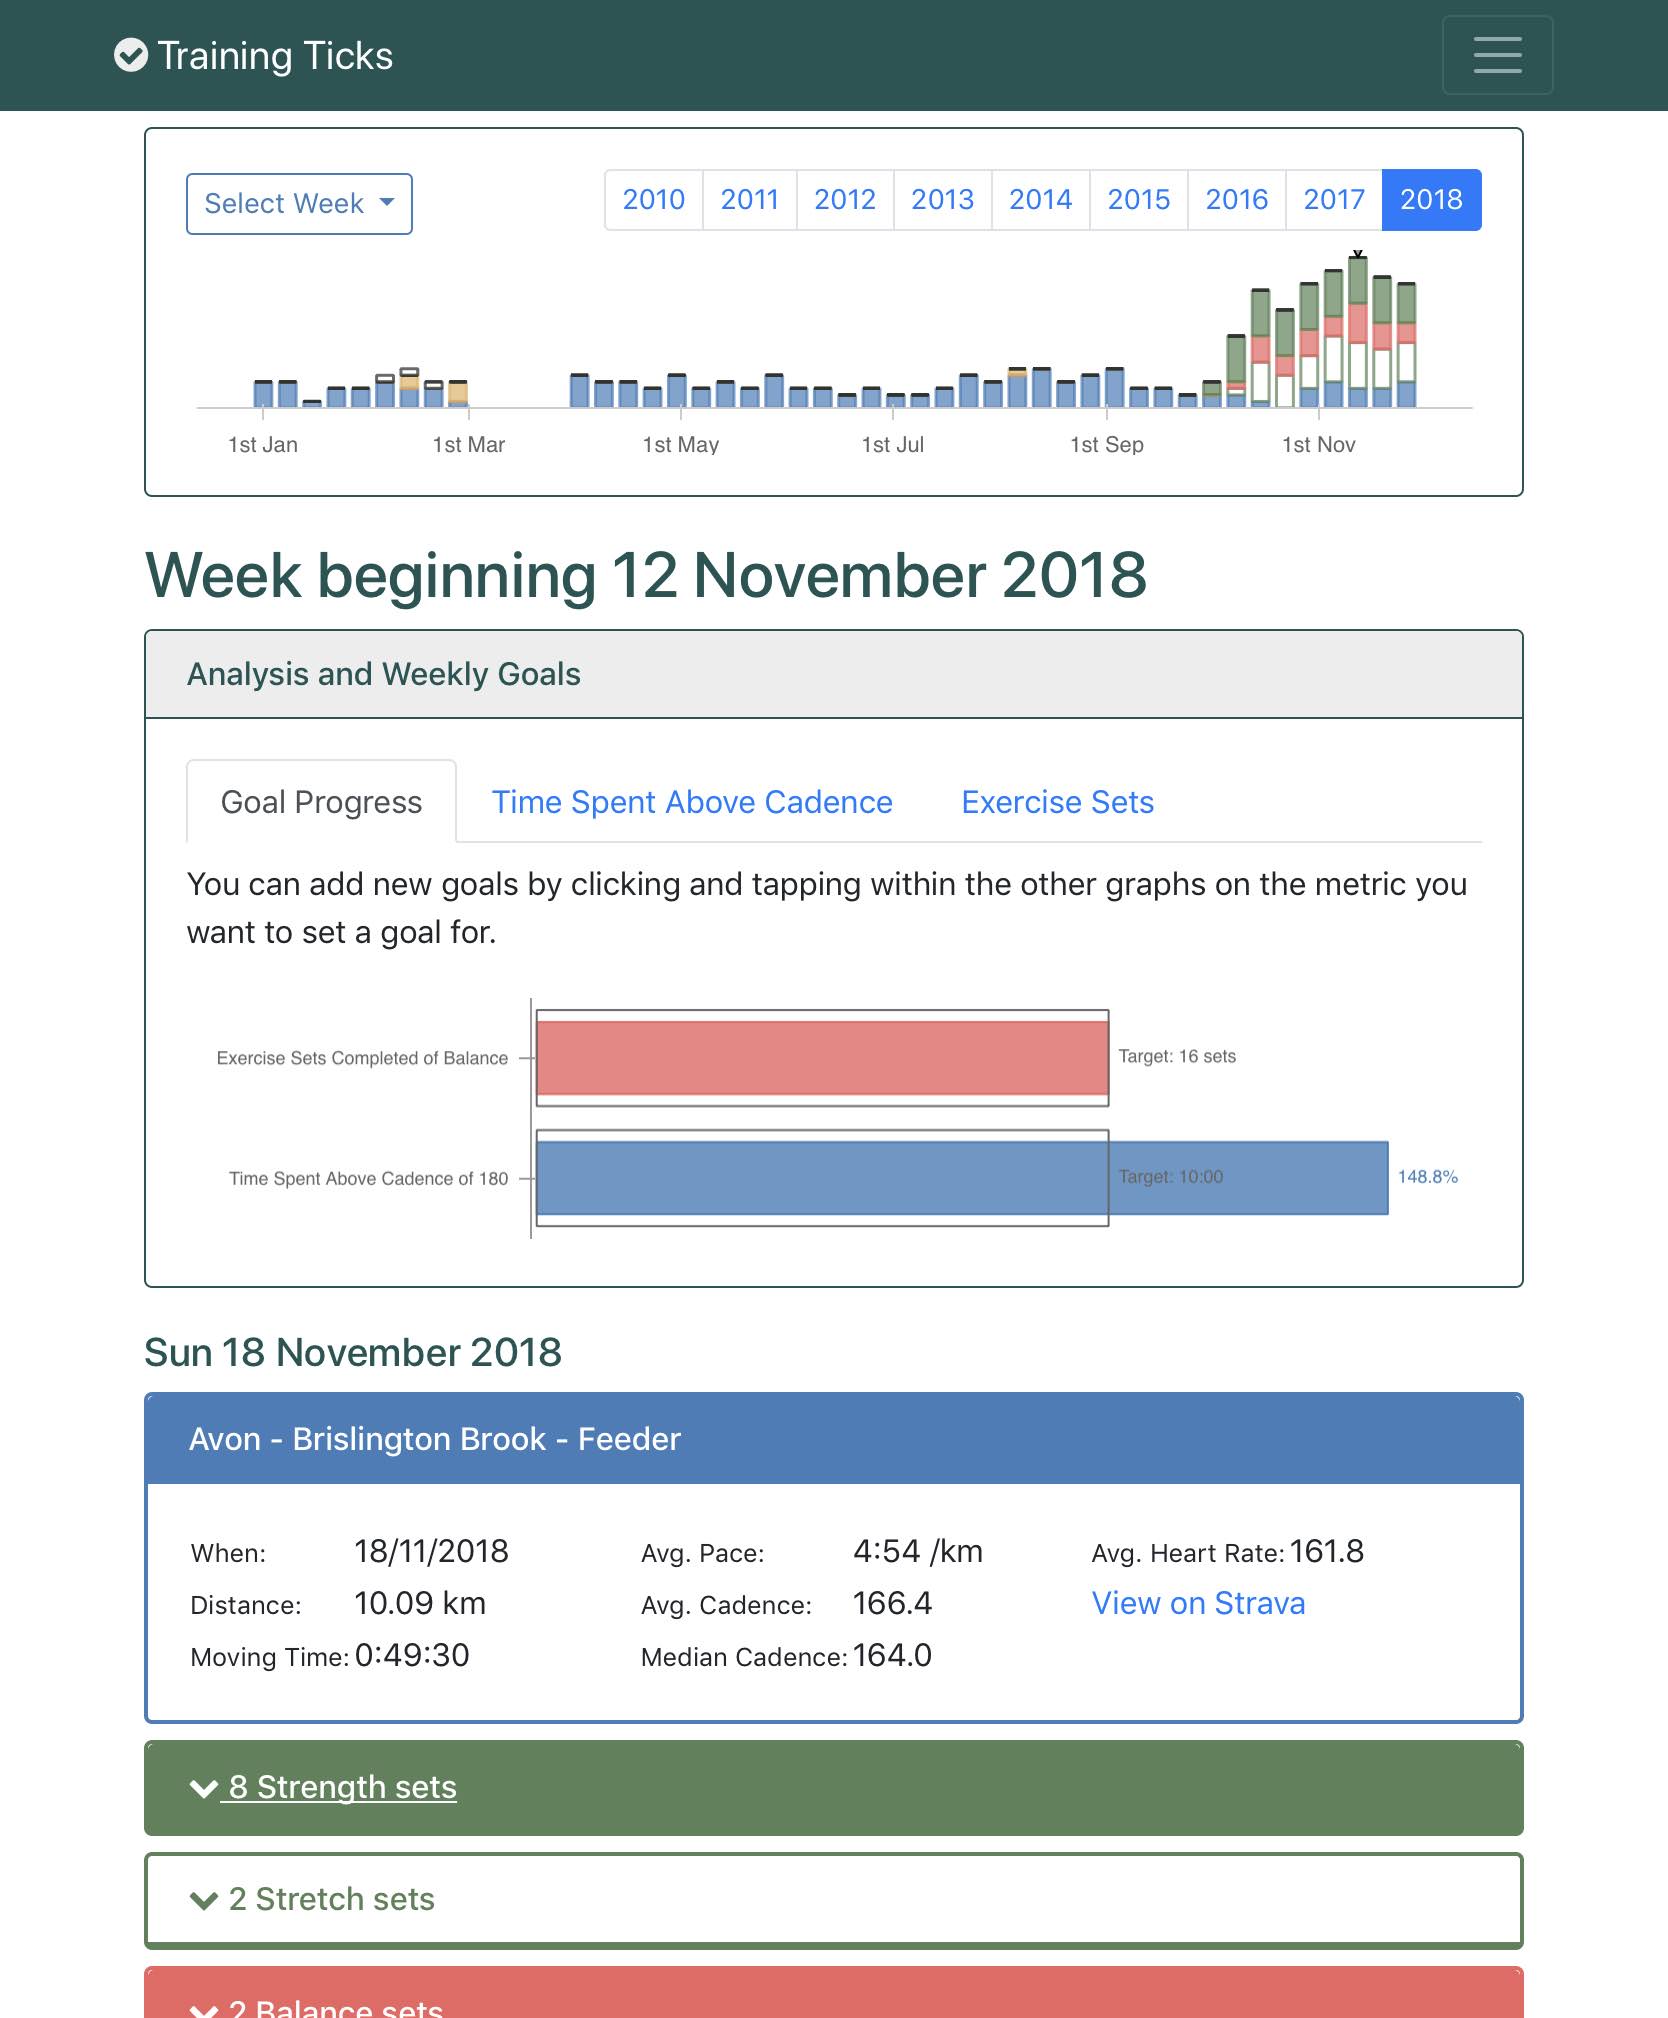 Training Ticks
Select Week
2010 2011 2012 2013 2014 2015 2016 2017 2018
1st Jan 1st Mar 1st May 1st Jul 1st Sep 1st Nov
Week beginning 12 November 2018
Analysis and Weekly Goals
Goal Progress Time Spent Above Cadence Exercise Sets
You can add new goals by clicking and tapping within the other graphs on the metric you
want to set a goal for.
Exercise Sets Completed of Balance Target: 16 sets
Time Spent Above Cadence of 180 Target: 10:00 148.8%
Sun 18 November 2018
Avon - Brislington Brook - Feeder
When: 18/11/2018 Avg. Pace: 4:54 /km Avg. Heart Rate: 161.8
Distance: 10.09 km Avg. Cadence: 166.4 View on Strava
Moving Time: 0:49:30 Median Cadence: 164.0
8 Strength sets
2 Stretch sets
2 Balance sets